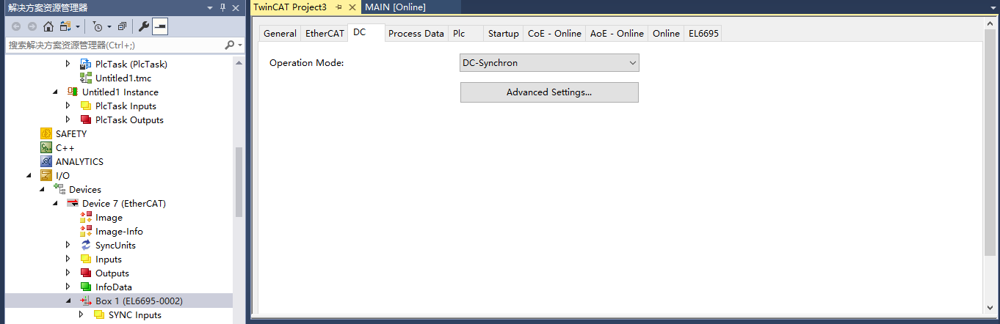 解决方案资源管理器
搜索解决方案资源管理器(Ctrl+;)
PlcTask (PlcTask)
Untitled1.tmc
Untitled1 Instance
PlcTask Inputs
PlcTask Outputs
SAFETY
C++
ANALYTICS
I/O
Devices
Device 7 (EtherCAT)
Image
Image-Info
SyncUnits
Inputs
Outputs
InfoData
Box 1 (EL6695-0002)
SYNC Inputs
TwinCAT Project3 MAIN [Online]
General EtherCAT DC Process Data Plc Startup CoE - Online AoE - Online Online EL6695
Operation Mode: DC-Synchron
Advanced Settings...